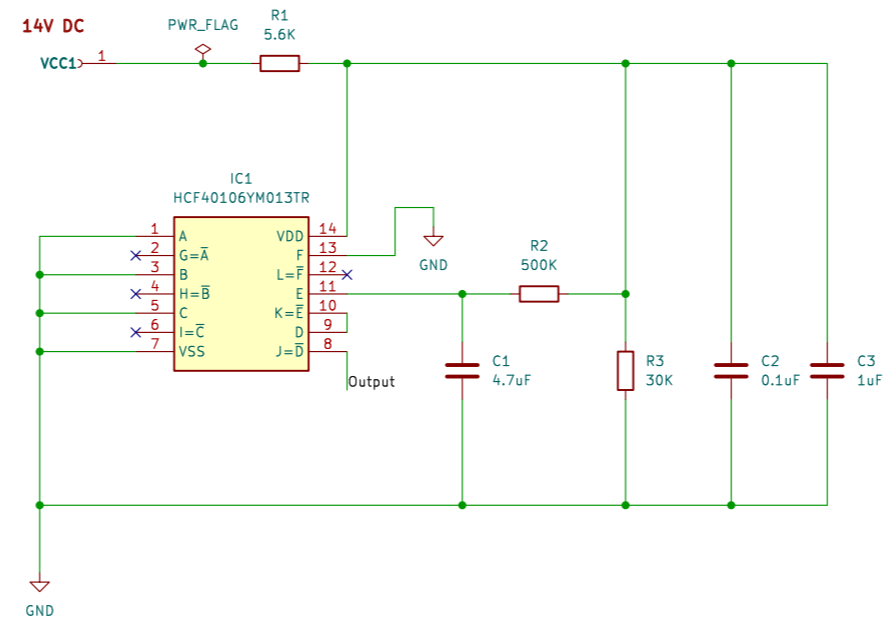 14V DC
PWR_FLAG
R1
5.6K
VCC1
1
IC1
HCF40106YM013TR
1 A VDD 14
2 G=A̅ F 13
3 B L=F̅ 12
4 H=B̅ E 11
5 C K=E̅ 10
6 I=C̅ D 9
7 VSS J=D̅ 8
GND
R2
500K
Output
C1
4.7uF
R3
30K
C2
0.1uF
C3
1uF
GND